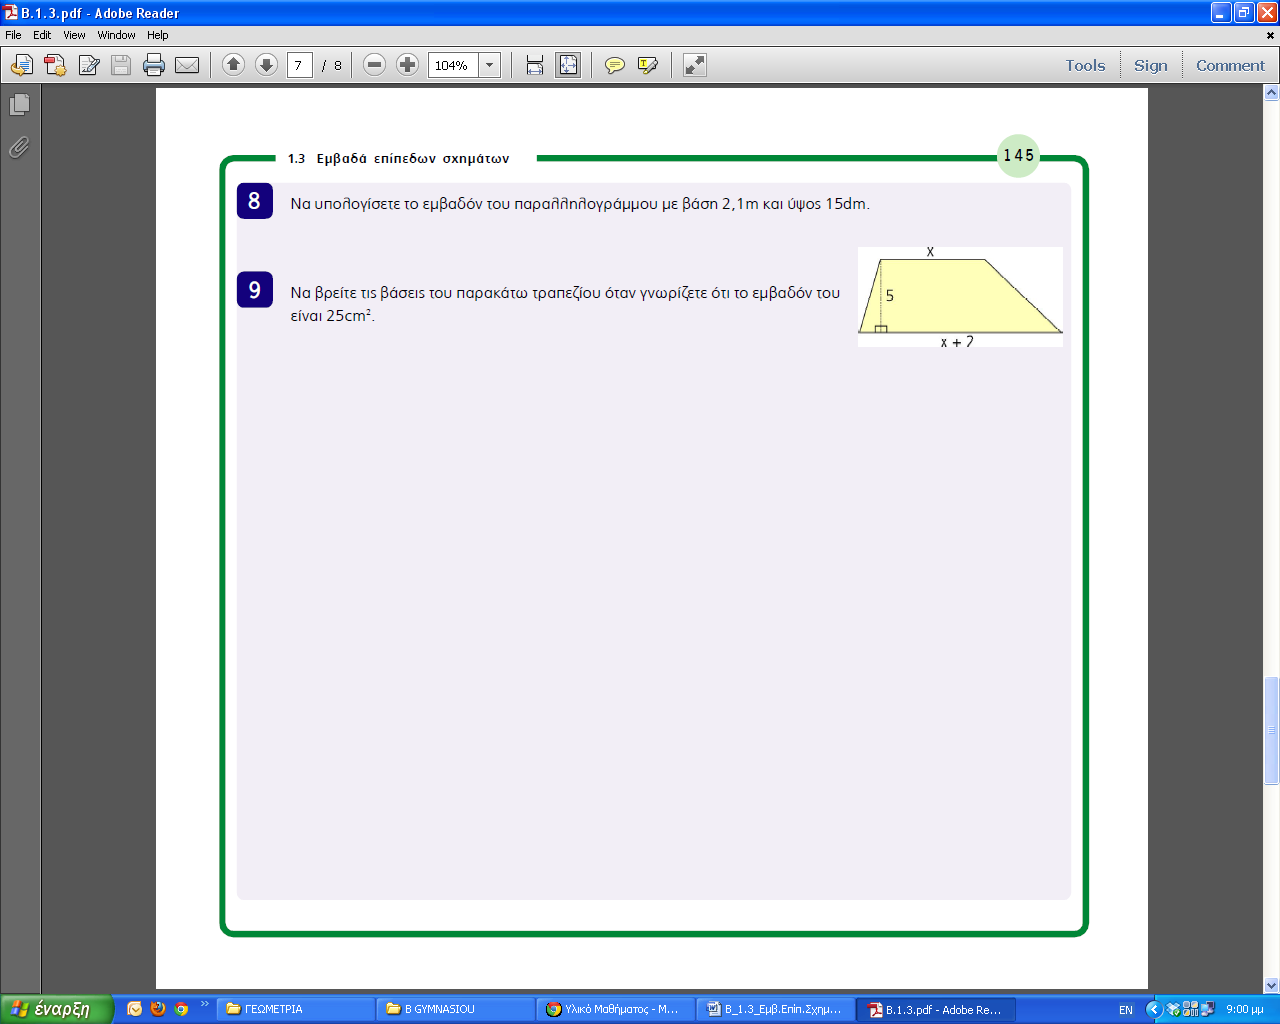 B.1.3.pdf - Adobe Reader
File Edit View Window Help
7 / 8 104% Tools Sign Comment
1.3 Εμβαδά επίπεδων σχημάτων
145
8 Να υπολογίσετε το εμβαδόν του παραλληλογράμμου με βάση 2,1m και ύψος 15dm.
x
9 Να βρείτε τις βάσεις του παρακάτω τραπεζίου όταν γνωρίζετε ότι το εμβαδόν του
είναι 25cm².
5
x + 2
έναρξη ΓΕΩΜΕΤΡΙΑ B GYMNASIOU Υλικό Μαθήματος - M... B_1.3_Εμβ.Επίπ.Σχημ... B.1.3.pdf - Adobe Re... EN 9:00 μμ